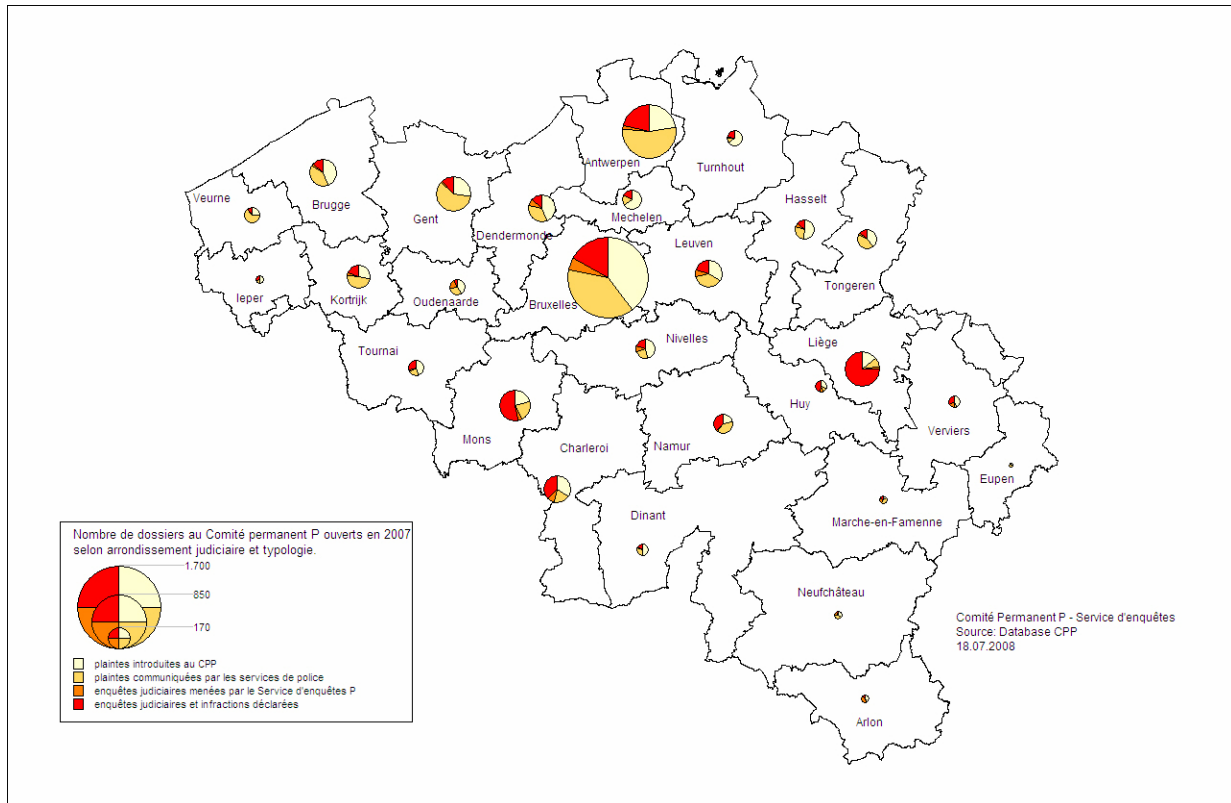 Antwerpen
Turnhout
Veurne
Brugge
Gent
Mechelen
Hasselt
Dendermonde
Leuven
Ieper
Kortrijk
Oudenaarde
Bruxelles
Tongeren
Tournai
Nivelles
Liège
Mons
Charleroi
Namur
Huy
Verviers
Eupen
Dinant
Marche-en-Famenne
Neufchâteau
Arlon
Nombre de dossiers au Comité permanent P ouverts en 2007
selon arrondissement judiciaire et typologie.
1.700
850
170
plaintes introduites au CPP
plaintes communiquées par les services de police
enquêtes judiciaires menées par le Service d'enquêtes P
enquêtes judiciaires et infractions déclarées
Comité Permanent P - Service d'enquêtes
Source: Database CPP
18.07.2008